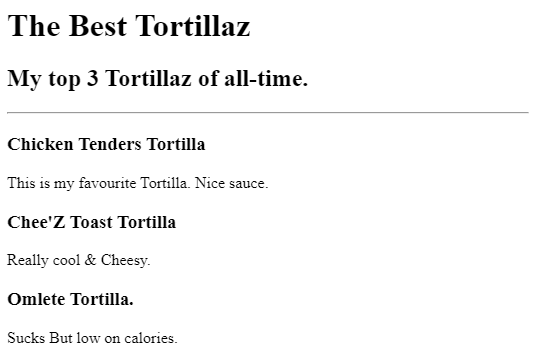 The Best Tortillaz
My top 3 Tortillaz of all-time.
Chicken Tenders Tortilla
This is my favourite Tortilla. Nice sauce.
Chee'Z Toast Tortilla
Really cool & Cheesy.
Omlete Tortilla.
Sucks But low on calories.